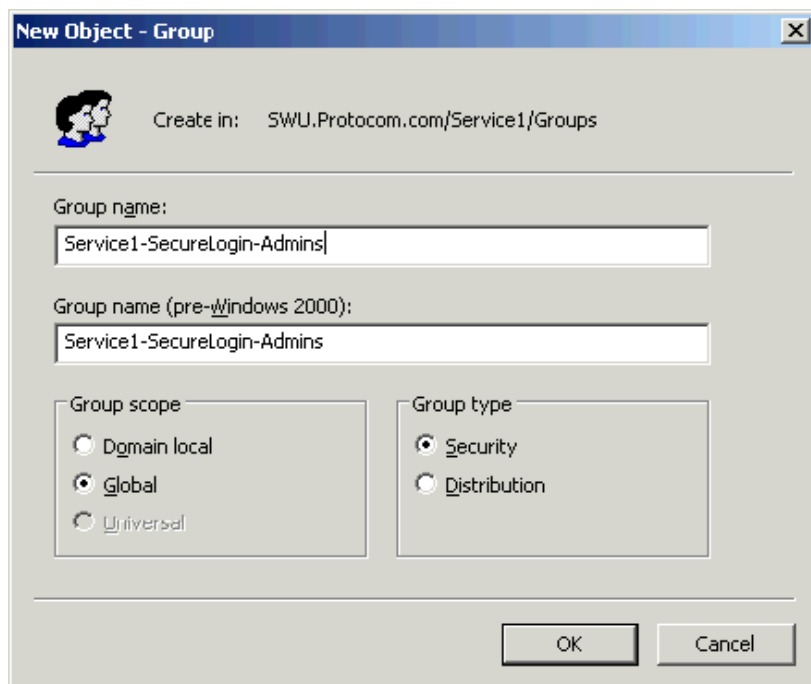 New Object - Group
Create in: SWU.Protocom.com/Service1/Groups
Group name:
Service1-SecureLogin-Admins
Group name (pre-Windows 2000):
Service1-SecureLogin-Admins
Group scope
Domain local
Global
Universal
Group type
Security
Distribution
OK
Cancel